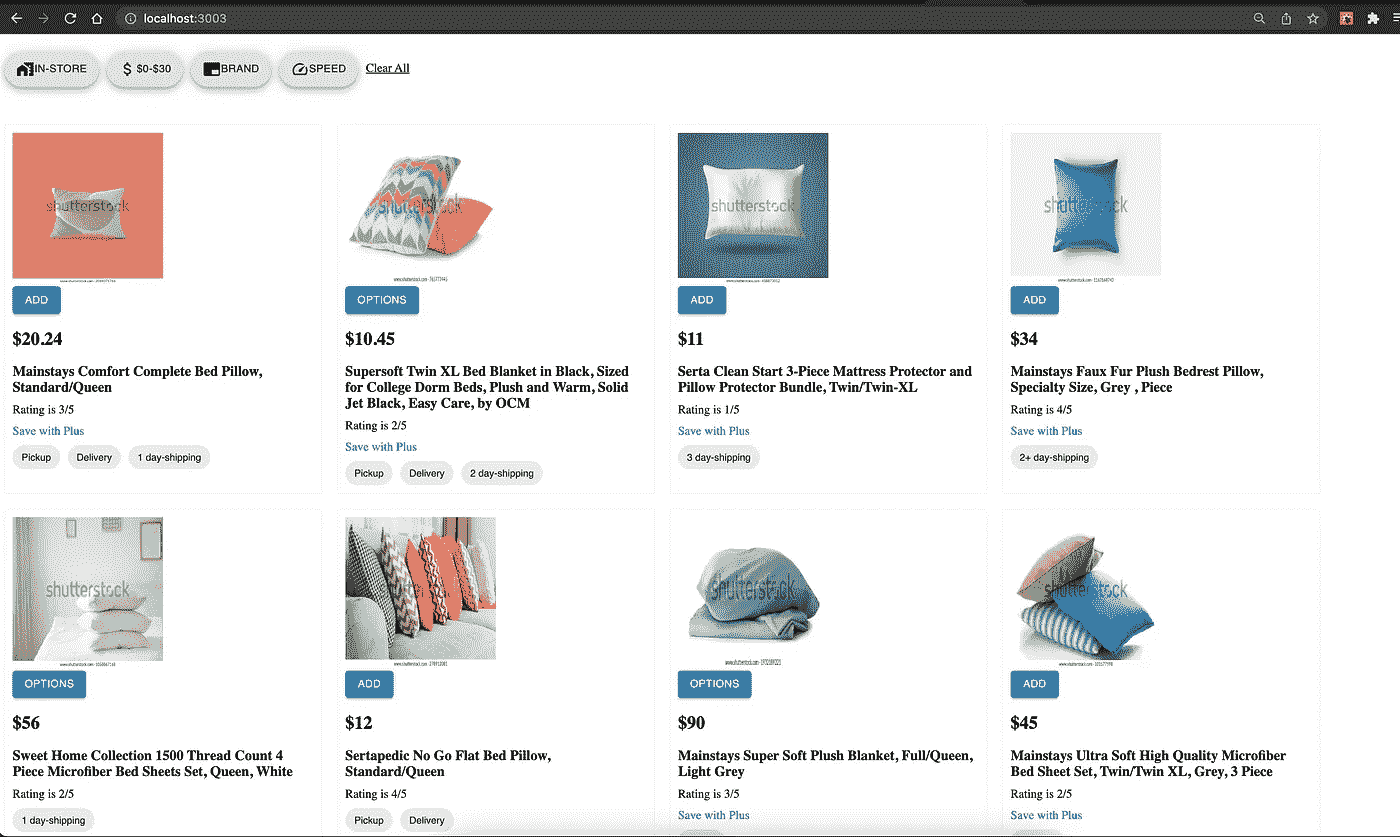 localhost:3003
IN-STORE $0-$30 BRAND SPEED Clear All
shutterstock shutterstock shutterstock shutterstock
ADD OPTIONS ADD ADD
$20.24
Mainstays Comfort Complete Bed Pillow,
Standard/Queen
Rating is 3/5
Save with Plus
Pickup Delivery 1 day-shipping
$10.45
Supersoft Twin XL Bed Blanket in Black, Sized
for College Dorm Beds, Plush and Warm, Solid
Jet Black, Easy Care, by OCM
Rating is 2/5
Save with Plus
Pickup Delivery 2 day-shipping
$11
Serta Clean Start 3-Piece Mattress Protector and
Pillow Protector Bundle, Twin/Twin-XL
Rating is 1/5
Save with Plus
3 day-shipping
$34
Mainstays Faux Fur Plush Bedrest Pillow,
Specialty Size, Grey , Piece
Rating is 4/5
Save with Plus
2+ day-shipping
shutterstock shutterstock shutterstock shutterstock
OPTIONS ADD OPTIONS ADD
$56
Sweet Home Collection 1500 Thread Count 4
Piece Microfiber Bed Sheets Set, Queen, White
Rating is 2/5
1 day-shipping
$12
Sertapedic No Go Flat Bed Pillow,
Standard/Queen
Rating is 4/5
Pickup Delivery
$90
Mainstays Super Soft Plush Blanket, Full/Queen,
Light Grey
Rating is 3/5
Save with Plus
$45
Mainstays Ultra Soft High Quality Microfiber
Bed Sheet Set, Twin/Twin XL, Grey, 3 Piece
Rating is 2/5
Save with Plus